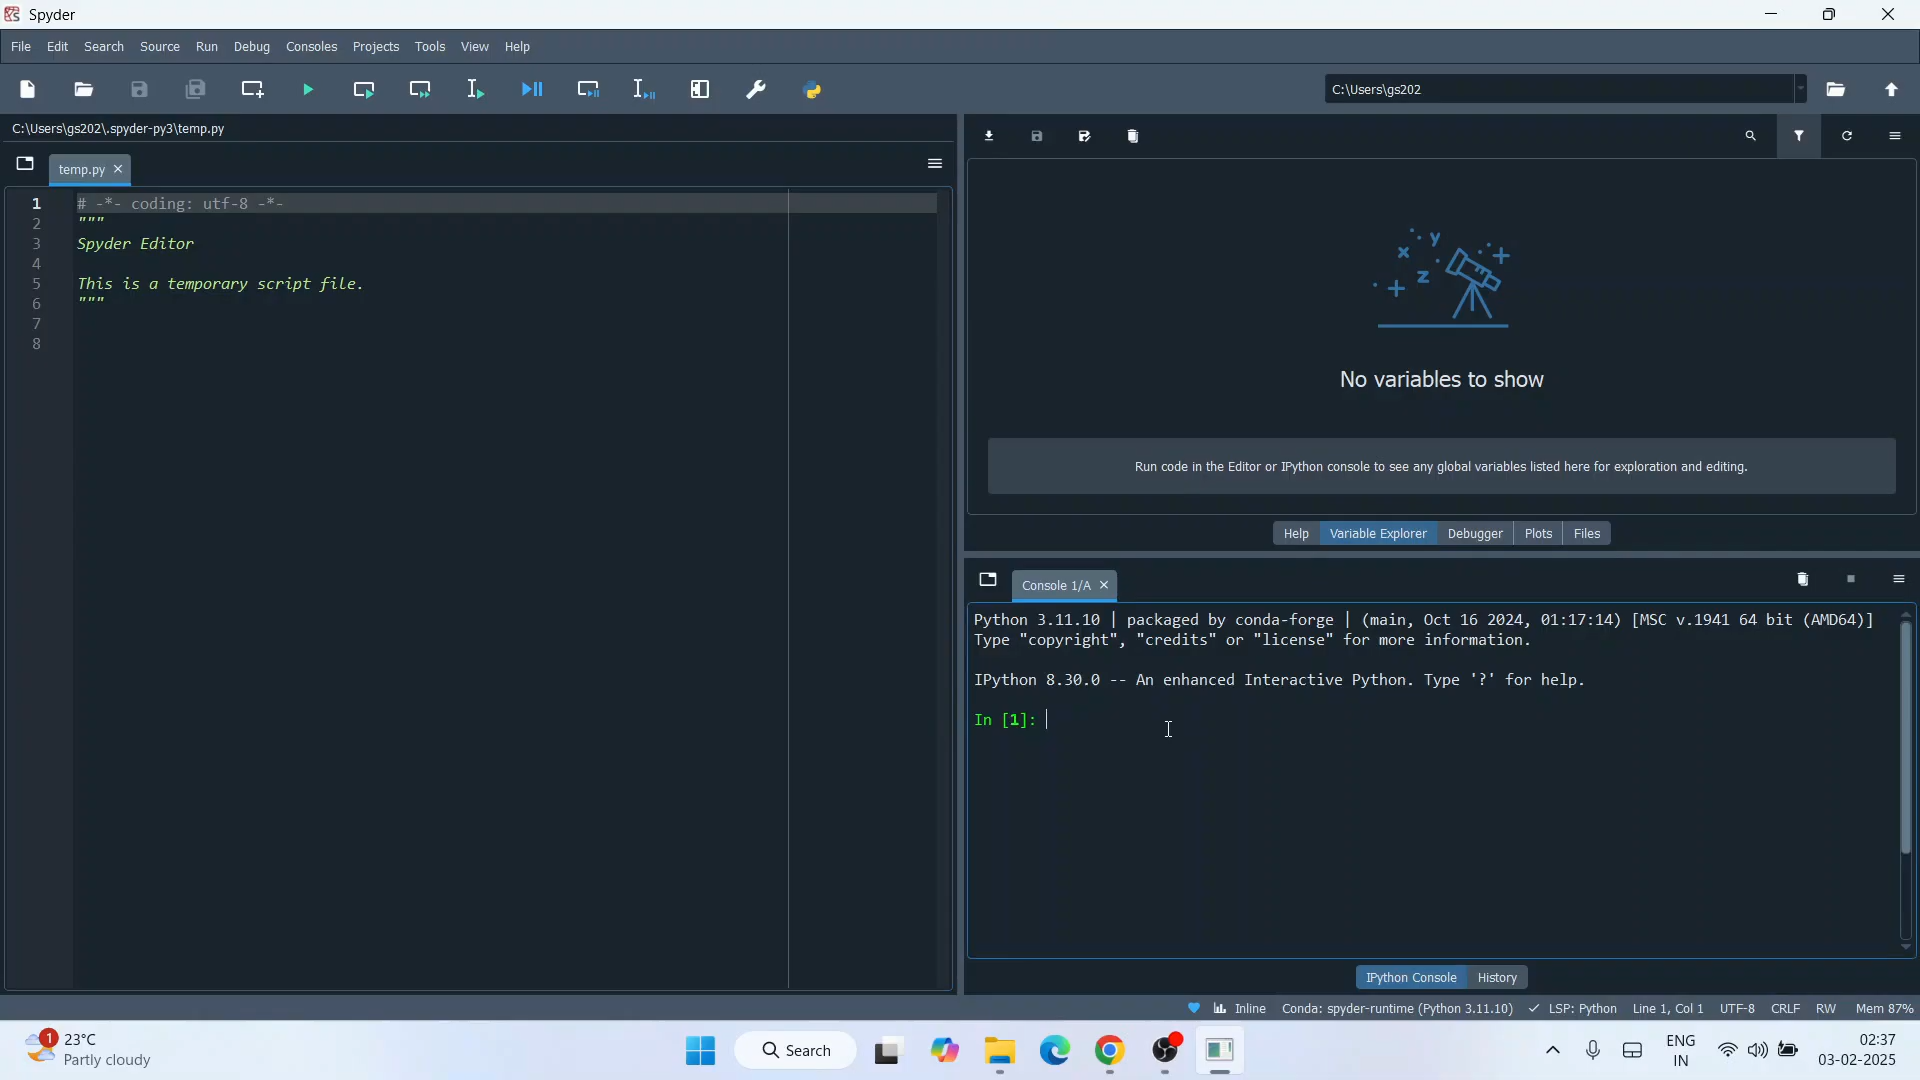 Spyder
File Edit Search Source Run Debug Consoles Projects Tools View Help
C:\Users\gs202
C:\Users\gs202\.spyder-py3\temp.py
temp.py
1 # -*- coding: utf-8 -*-
2 """
3 Spyder Editor
4
5 This is a temporary script file.
6 """
7
8
x y z
No variables to show
Run code in the Editor or IPython console to see any global variables listed here for exploration and editing.
Help Variable Explorer Debugger Plots Files
Console 1/A
Python 3.11.10 | packaged by conda-forge | (main, Oct 16 2024, 01:17:14) [MSC v.1941 64 bit (AMD64)]
Type "copyright", "credits" or "license" for more information.
IPython 8.30.0 -- An enhanced Interactive Python. Type '?' for help.
In [1]:
IPython Console History
Inline Conda: spyder-runtime (Python 3.11.10) LSP: Python Line 1, Col 1 UTF-8 CRLF RW Mem 87%
1 23°C
Partly cloudy
Search
ENG
IN
02:37
03-02-2025